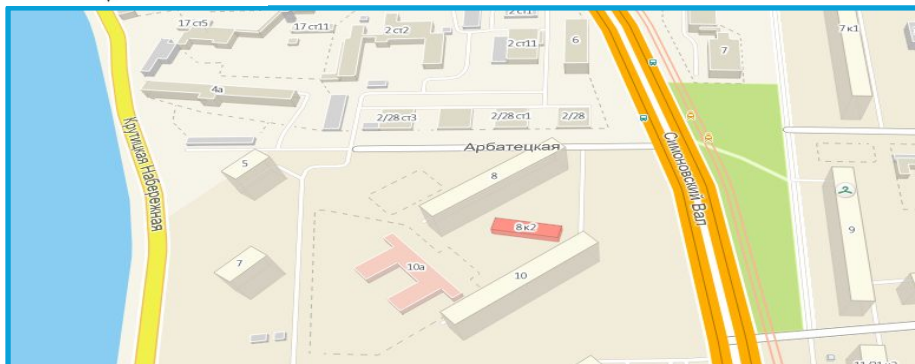 17 ст5
17 ст11
2 ст2
2 ст11
6
7
7 к1
4а
2/28 ст3
2/28 ст1
2/28
Арбатецкая
5
8
8 к2
9
7
10а
10
Крутицкая Набережная
Симоновский Вал